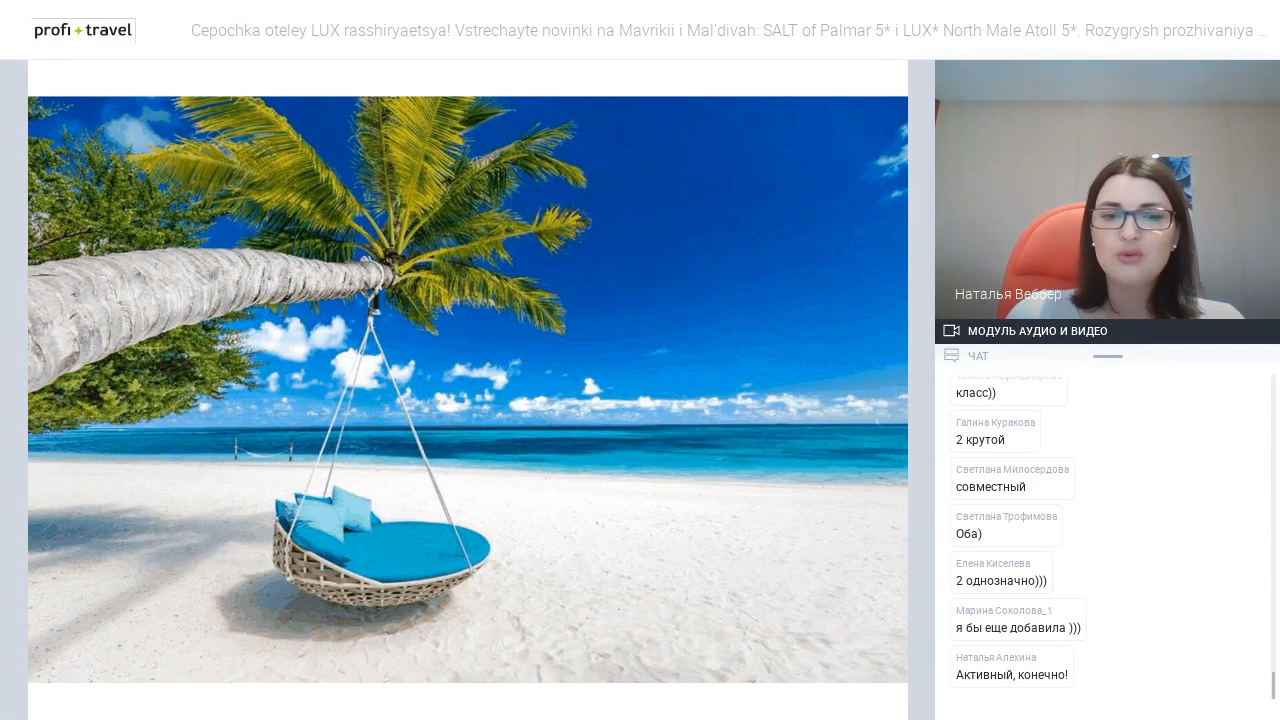 profi + travel
Cepochka oteley LUX rasshiryaetsya! Vstrechayte novinki na Mavrikii i Mal'divah: SALT of Palmar 5* i LUX* North Male Atoll 5*. Rozygrysh prozhivaniya ...
Наталья Веббер
МОДУЛЬ АУДИО И ВИДЕО
ЧАТ
класс))
Галина Куракова
2 крутой
Светлана Милосердова
совместный
Светлана Трофимова
Оба)
Елена Киселева
2 однозначно)))
Марина Соколова_1
я бы еще добавила )))
Наталья Алехина
Активный, конечно!